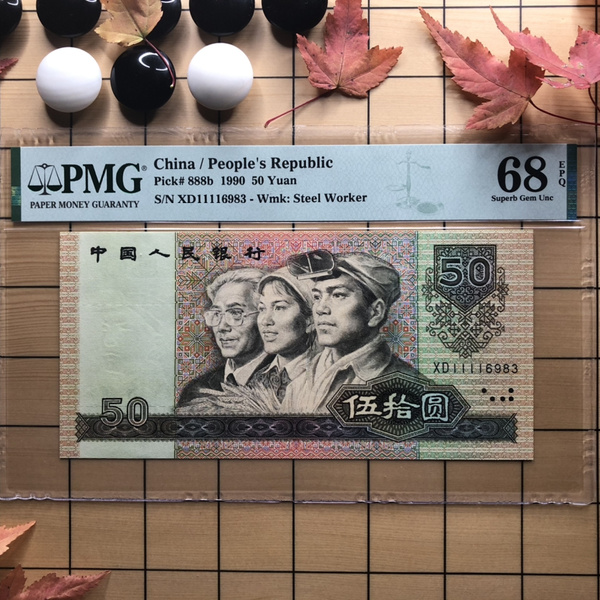 PMG
PAPER MONEY GUARANTY
China / People's Republic
Pick# 888b 1990 50 Yuan
S/N XD11116983 - Wmk: Steel Worker
68
EPQ
Superb Gem Unc
中国人民银行
50
XD11116983
50
伍拾圆